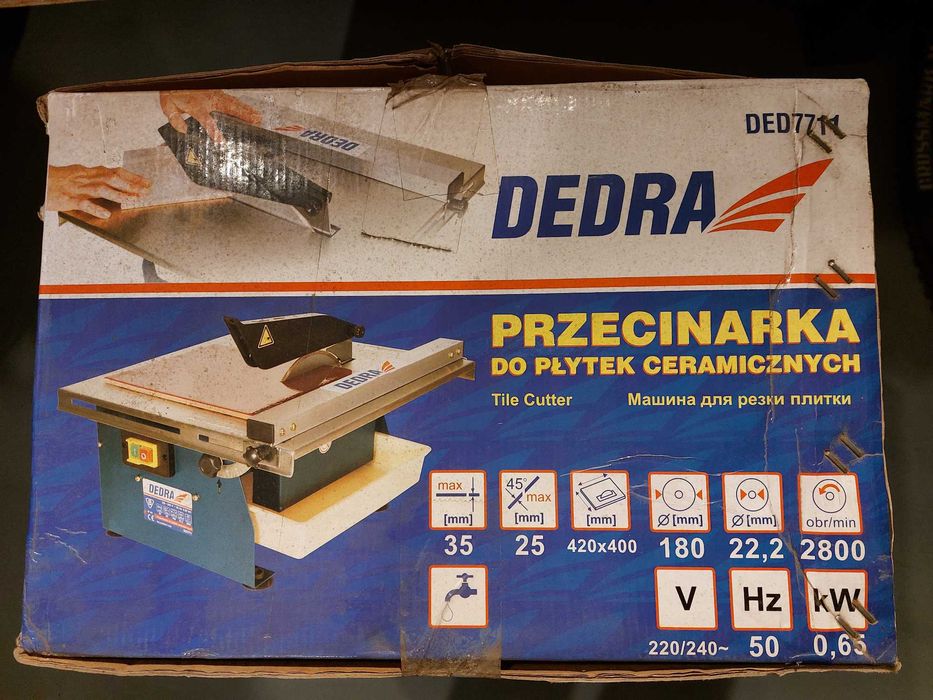 DEDRA
DED7711
DEDRA
PRZECINARKA
DO PŁYTEK CERAMICZNYCH
Tile Cutter
Машина для резки плитки
DEDRA
DEDRA
max
[mm]
35
45°
max
[mm]
25
[mm]
420x400
Ø [mm]
180
Ø [mm]
22,2
obr/min
2800
V
220/240~
Hz
50
kW
0,65